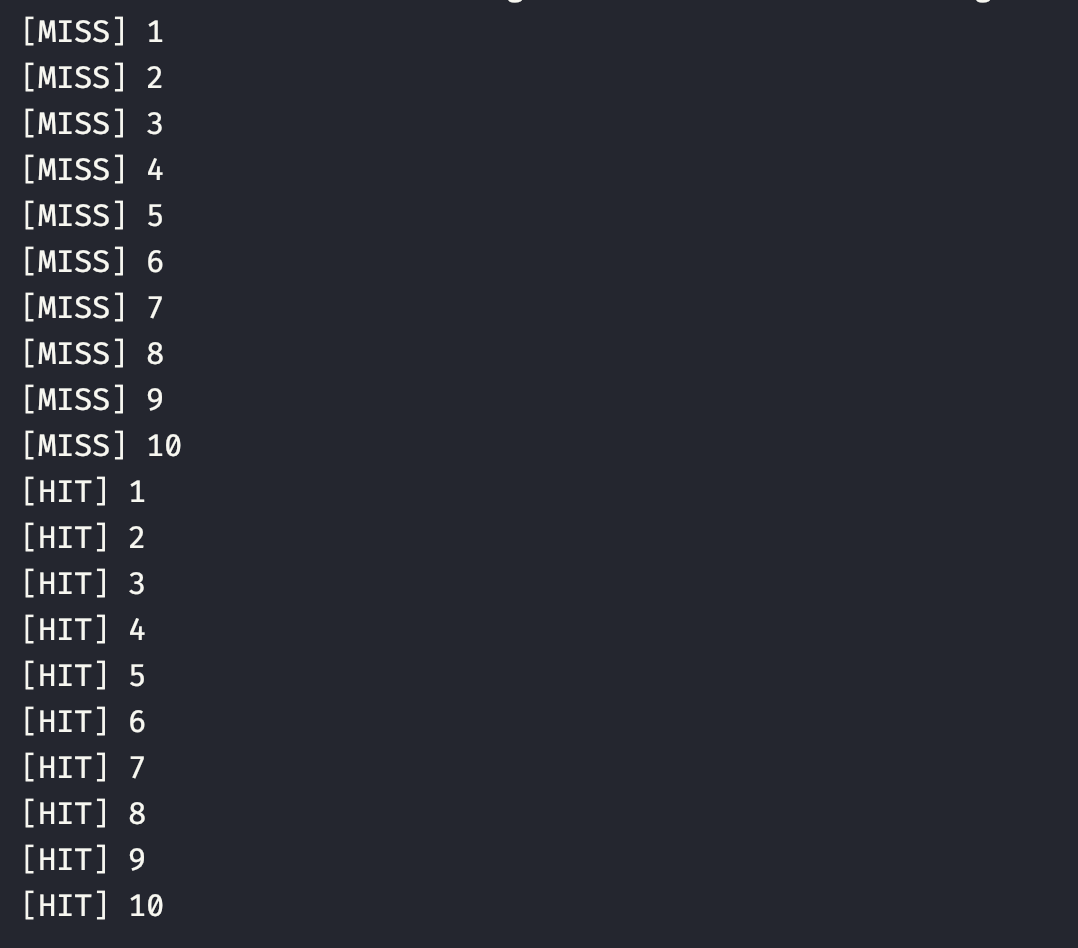 [MISS] 1
[MISS] 2
[MISS] 3
[MISS] 4
[MISS] 5
[MISS] 6
[MISS] 7
[MISS] 8
[MISS] 9
[MISS] 10
[HIT] 1
[HIT] 2
[HIT] 3
[HIT] 4
[HIT] 5
[HIT] 6
[HIT] 7
[HIT] 8
[HIT] 9
[HIT] 10